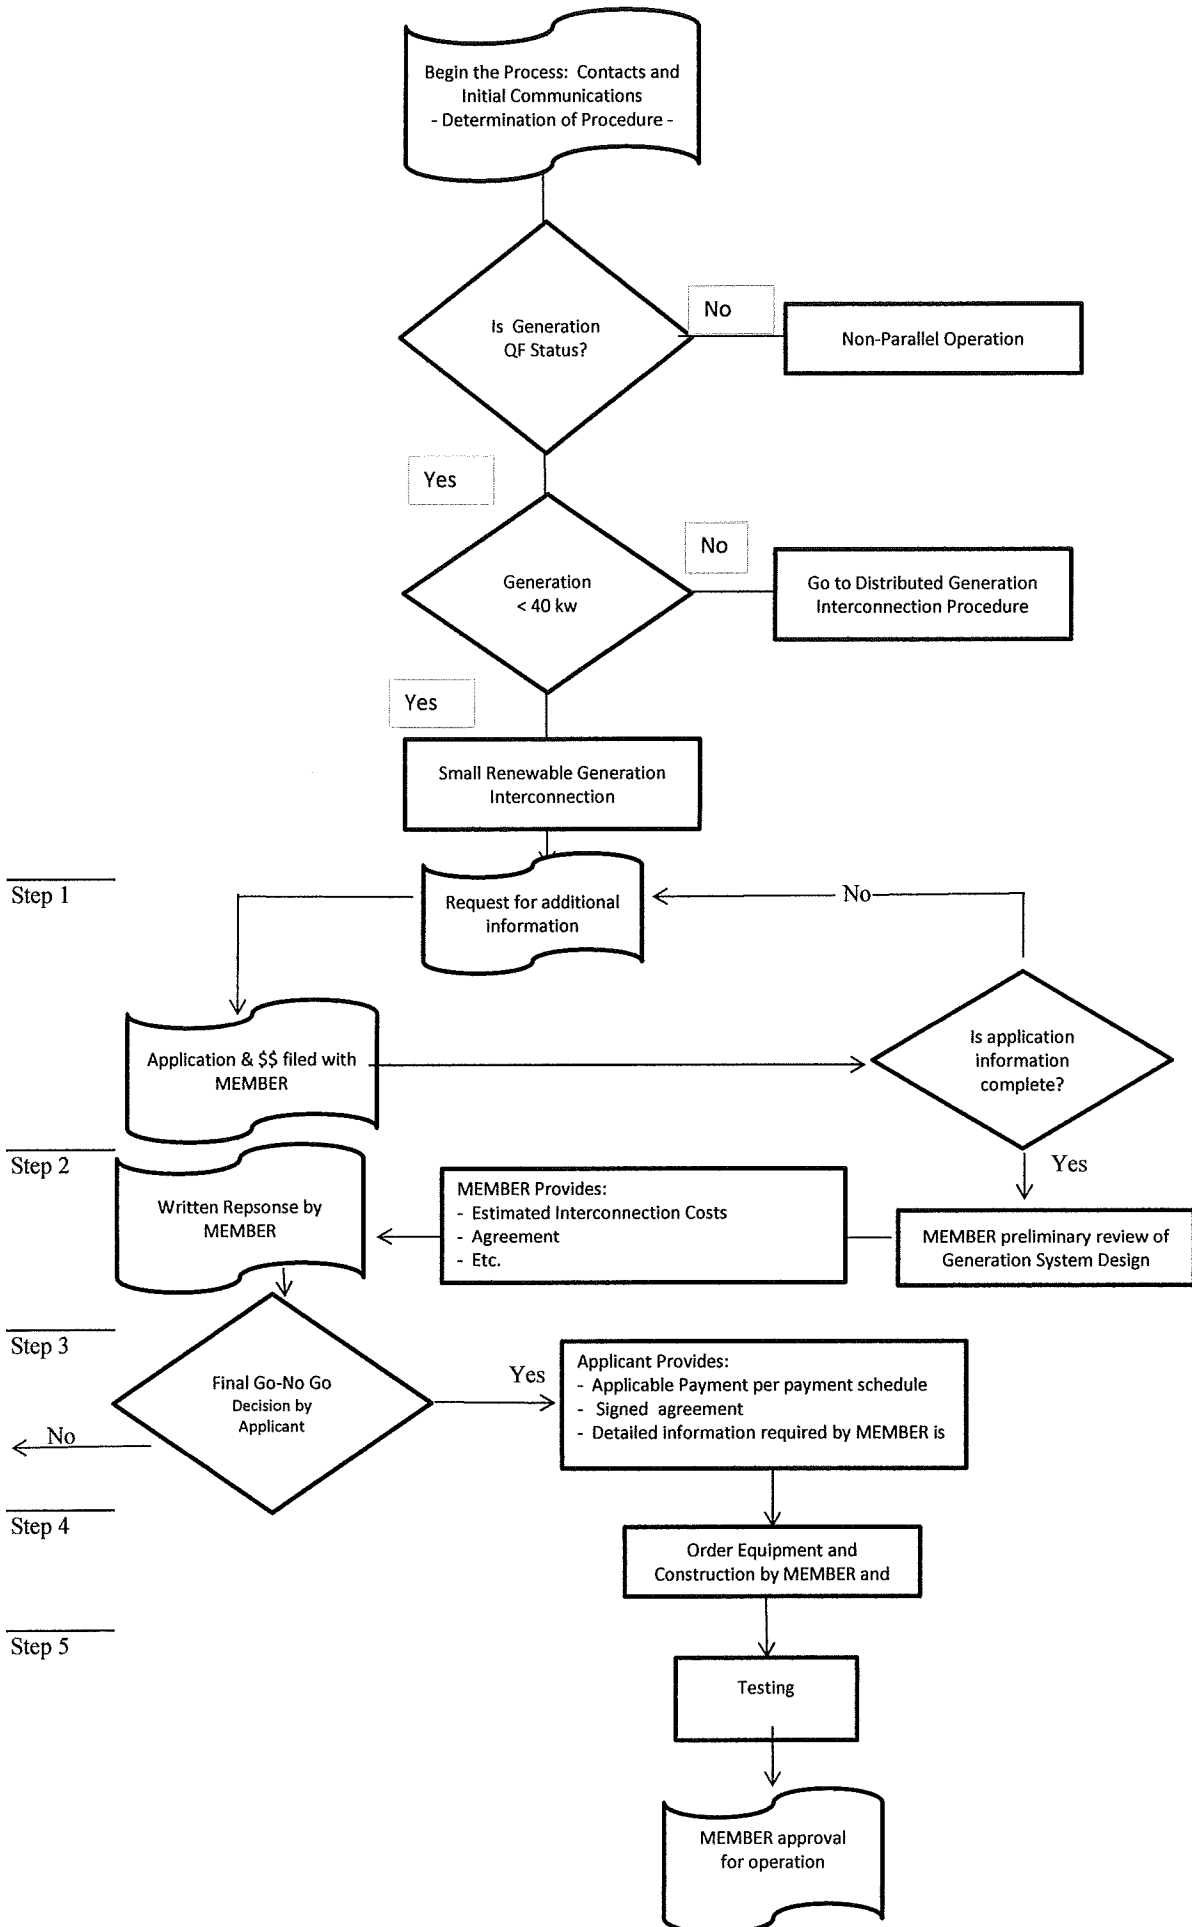 Begin the Process: Contacts and
Initial Communications
- Determination of Procedure -
Is Generation
QF Status?
No
Non-Parallel Operation
Yes
Generation
< 40 kw
No
Go to Distributed Generation
Interconnection Procedure
Yes
Small Renewable Generation
Interconnection
Step 1
Request for additional
information
No
Application & $$ filed with
MEMBER
Is application
information
complete?
Yes
Step 2
Written Repsonse by
MEMBER
MEMBER Provides:
- Estimated Interconnection Costs
- Agreement
- Etc.
MEMBER preliminary review of
Generation System Design
Step 3
Final Go-No Go
Decision by
Applicant
Yes
No
Applicant Provides:
- Applicable Payment per payment schedule
- Signed agreement
- Detailed information required by MEMBER is
Step 4
Order Equipment and
Construction by MEMBER and
Step 5
Testing
MEMBER approval
for operation